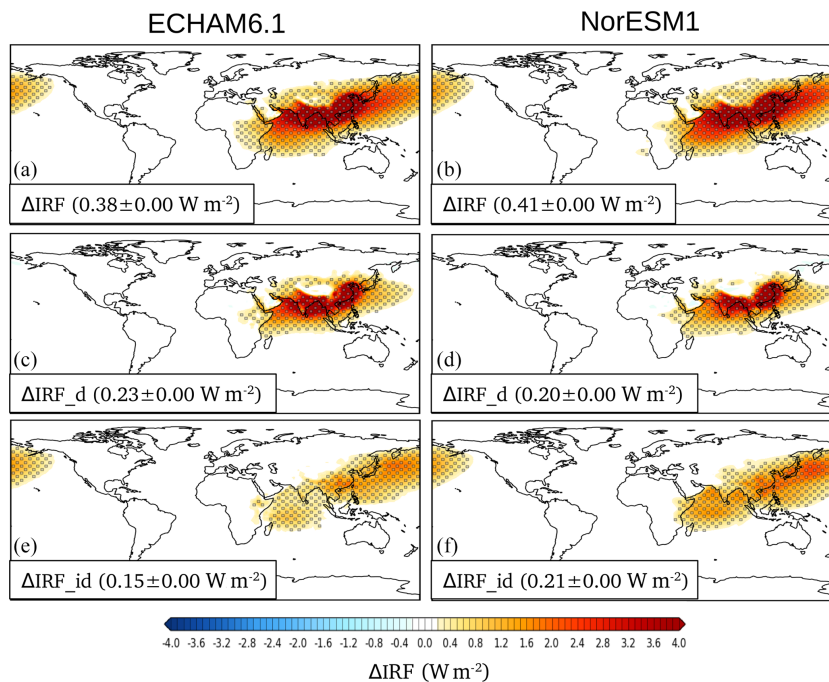 ECHAM6.1 NorESM1
(a) (b)
ΔIRF (0.38±0.00 W m-2) ΔIRF (0.41±0.00 W m-2)
(c) (d)
ΔIRF_d (0.23±0.00 W m-2) ΔIRF_d (0.20±0.00 W m-2)
(e) (f)
ΔIRF_id (0.15±0.00 W m-2) ΔIRF_id (0.21±0.00 W m-2)
-4.0 -3.6 -2.8 -2.4 -2.0 -1.6 -1.2 -0.8 -0.4 0.0 0.4 0.8 1.2 1.6 2.0 2.4 2.8 3.2 3.6 4.0
ΔIRF (W m-2)